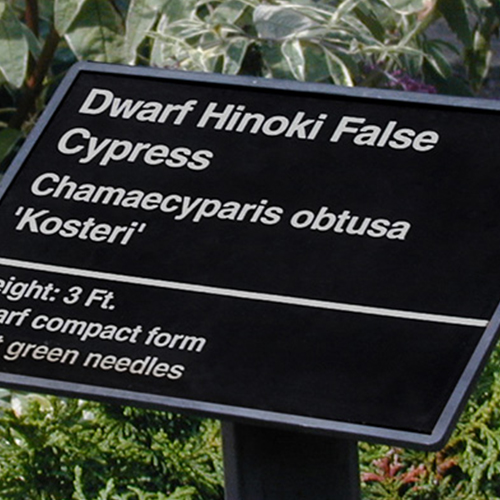 Dwarf Hinoki False
Cypress
Chamaecyparis obtusa
'Kosteri'
eight: 3 Ft.
arf compact form
green needles